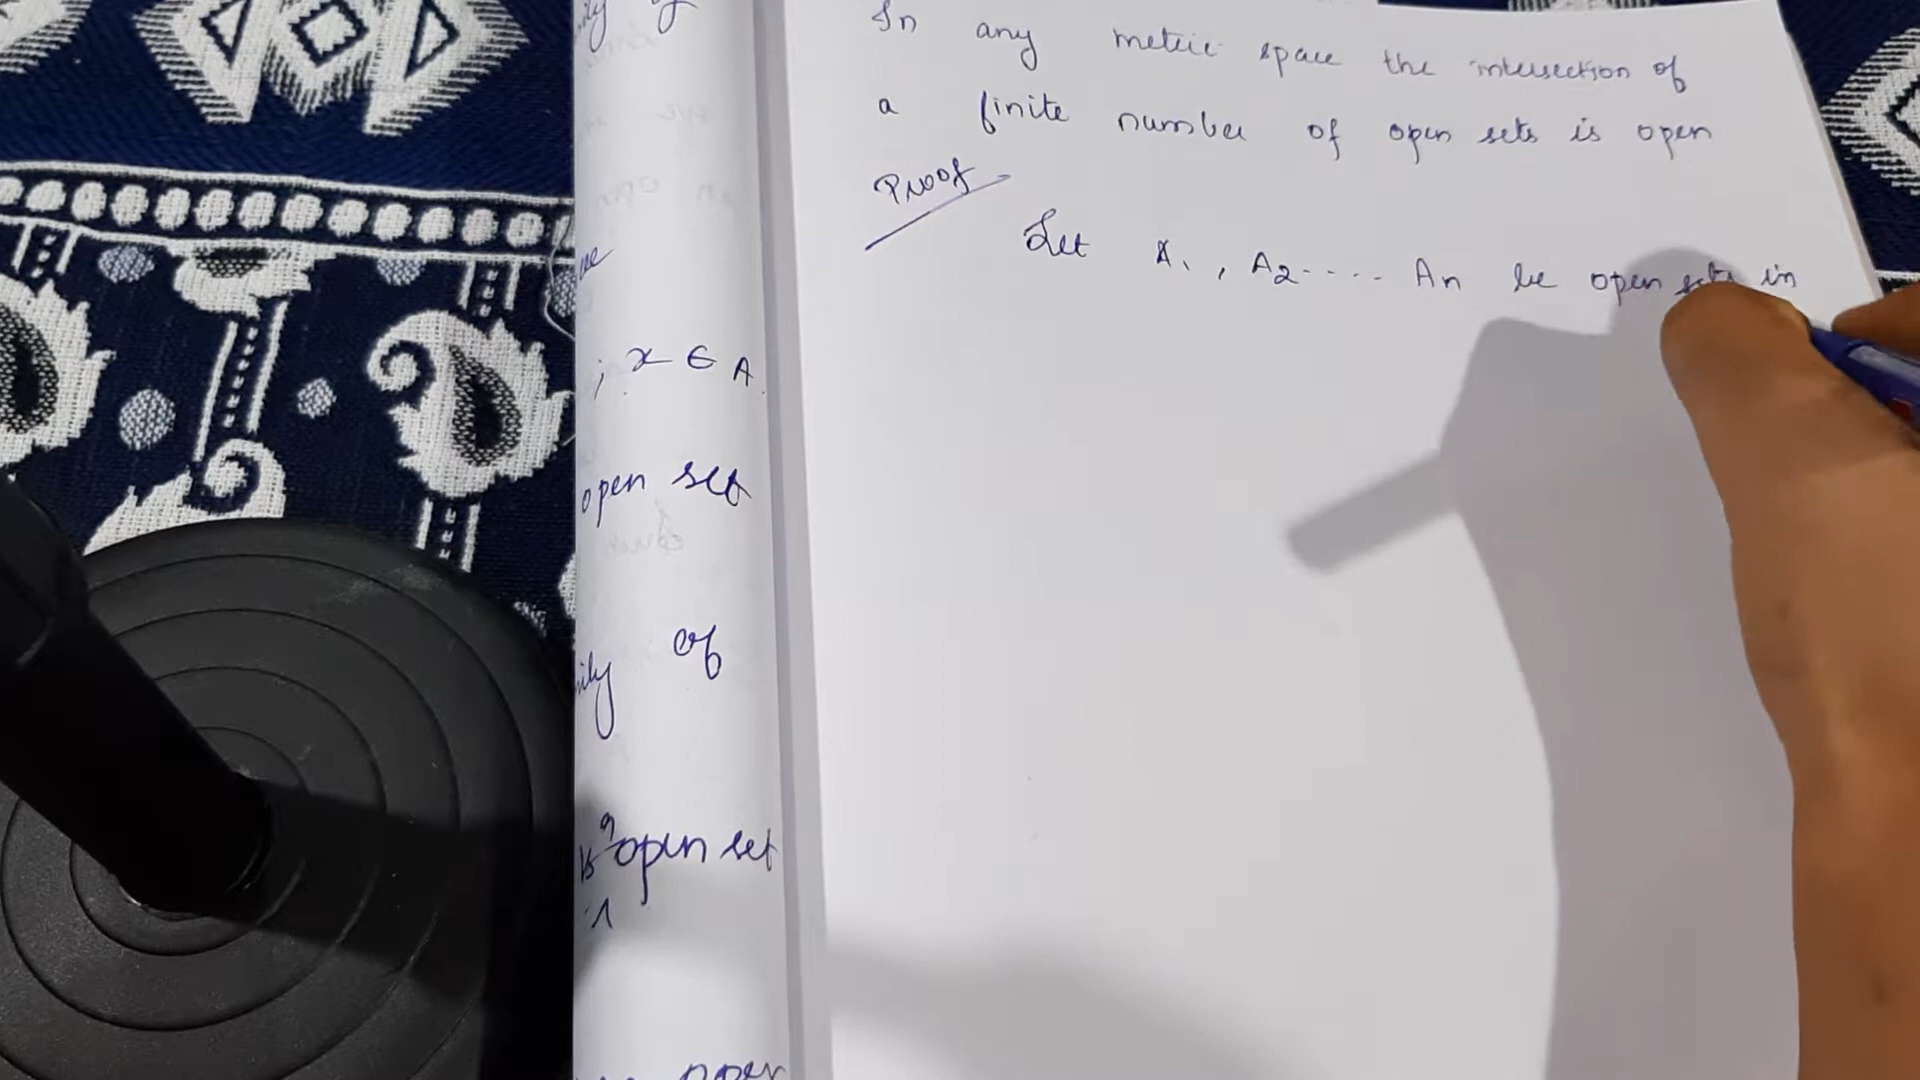 In any metric space the intersection of
a finite number of open sets is open
Proof
Let A1, A2.... An be open sets in
; x ∈ A
open set
of
open set
open